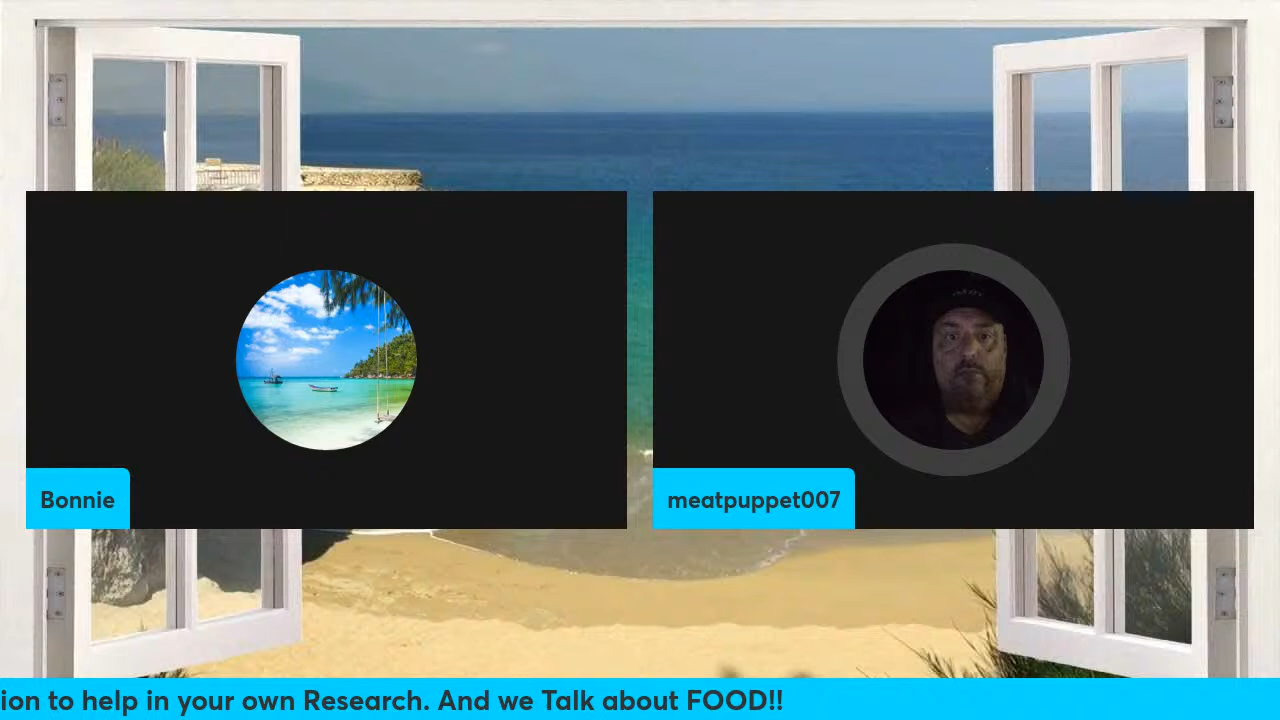 Bonnie
meatpuppet007
ion to help in your own Research. And we Talk about FOOD!!